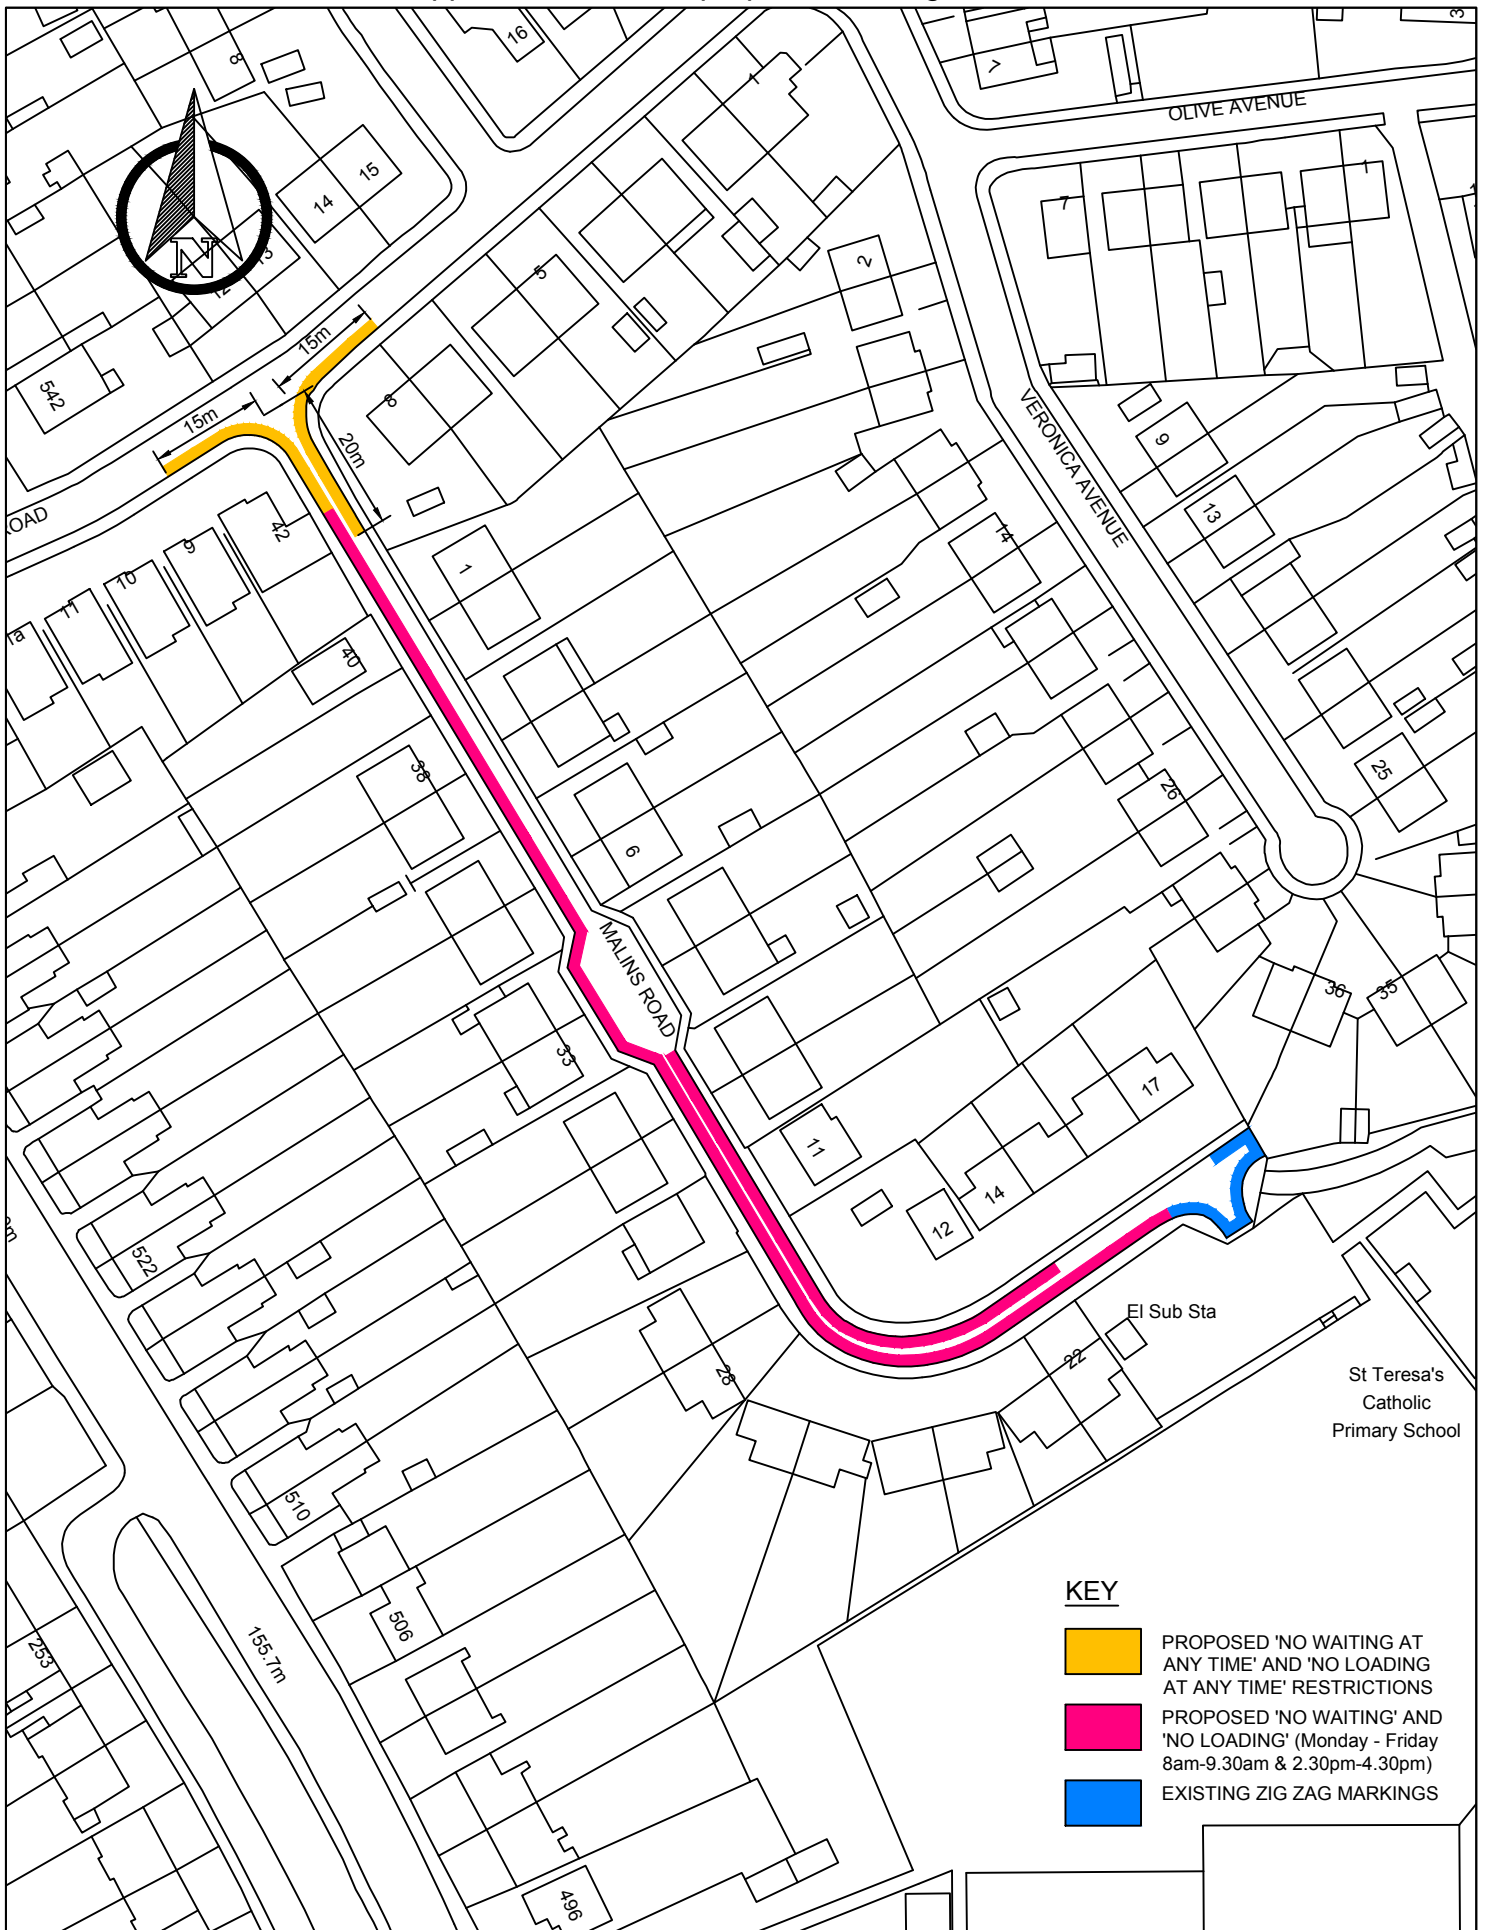 16
8
7
1
OLIVE AVENUE
15
14
13
12
N
7
1
2
5
8
542
15m
15m
20m
VERONICA AVENUE
9
13
14
42
9
10
11
1a
1
40
38
6
26
25
MALINS ROAD
33
36
35
11
17
14
12
522
28
22
El Sub Sta
St Teresa's
Catholic
Primary School
510
506
155.7m
253
496
KEY
PROPOSED 'NO WAITING AT
ANY TIME' AND 'NO LOADING
AT ANY TIME' RESTRICTIONS
PROPOSED 'NO WAITING' AND
'NO LOADING' (Monday - Friday
8am-9.30am & 2.30pm-4.30pm)
EXISTING ZIG ZAG MARKINGS